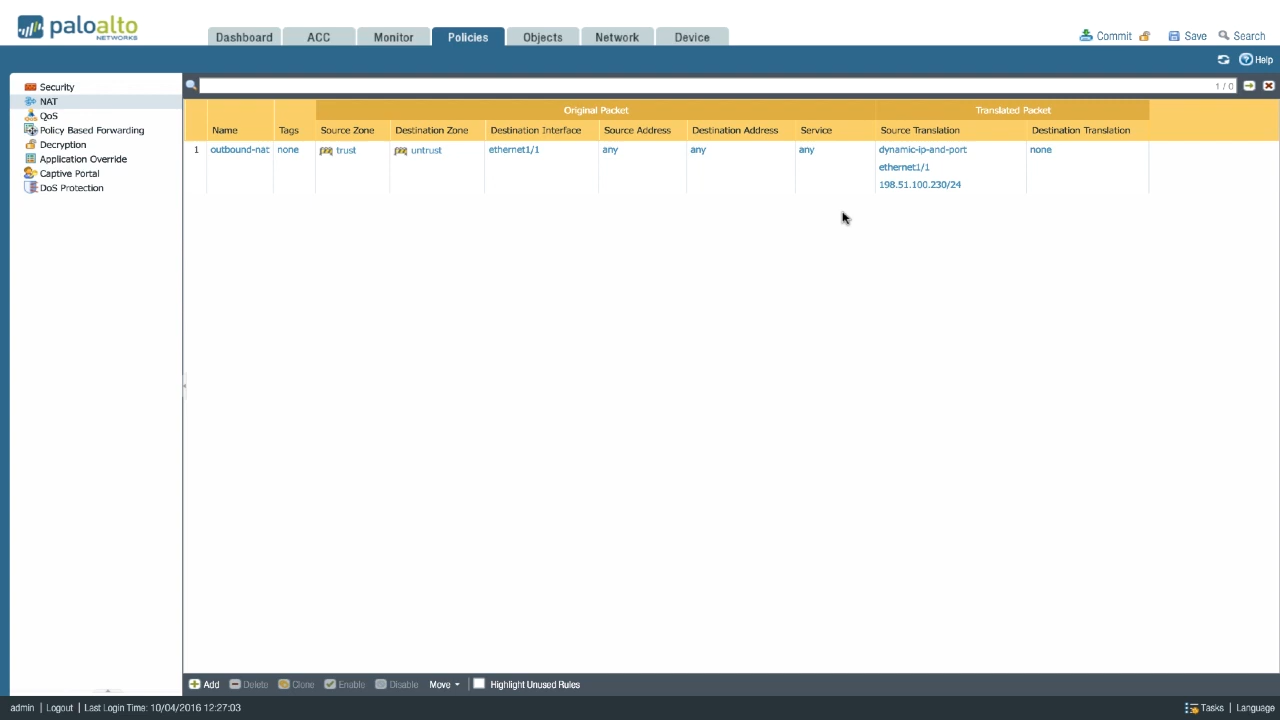 paloalto
NETWORKS
Dashboard ACC Monitor Policies Objects Network Device
Commit Save Search
Help
1 / 0
Security
NAT
QoS
Policy Based Forwarding
Decryption
Application Override
Captive Portal
DoS Protection
Original Packet Translated Packet
Name Tags Source Zone Destination Zone Destination Interface Source Address Destination Address Service Source Translation Destination Translation
1 outbound-nat none trust untrust ethernet1/1 any any any dynamic-ip-and-port none
ethernet1/1
198.51.100.230/24
Add Delete Clone Enable Disable Move Highlight Unused Rules
admin | Logout | Last Login Time: 10/04/2016 12:27:03 Tasks | Language